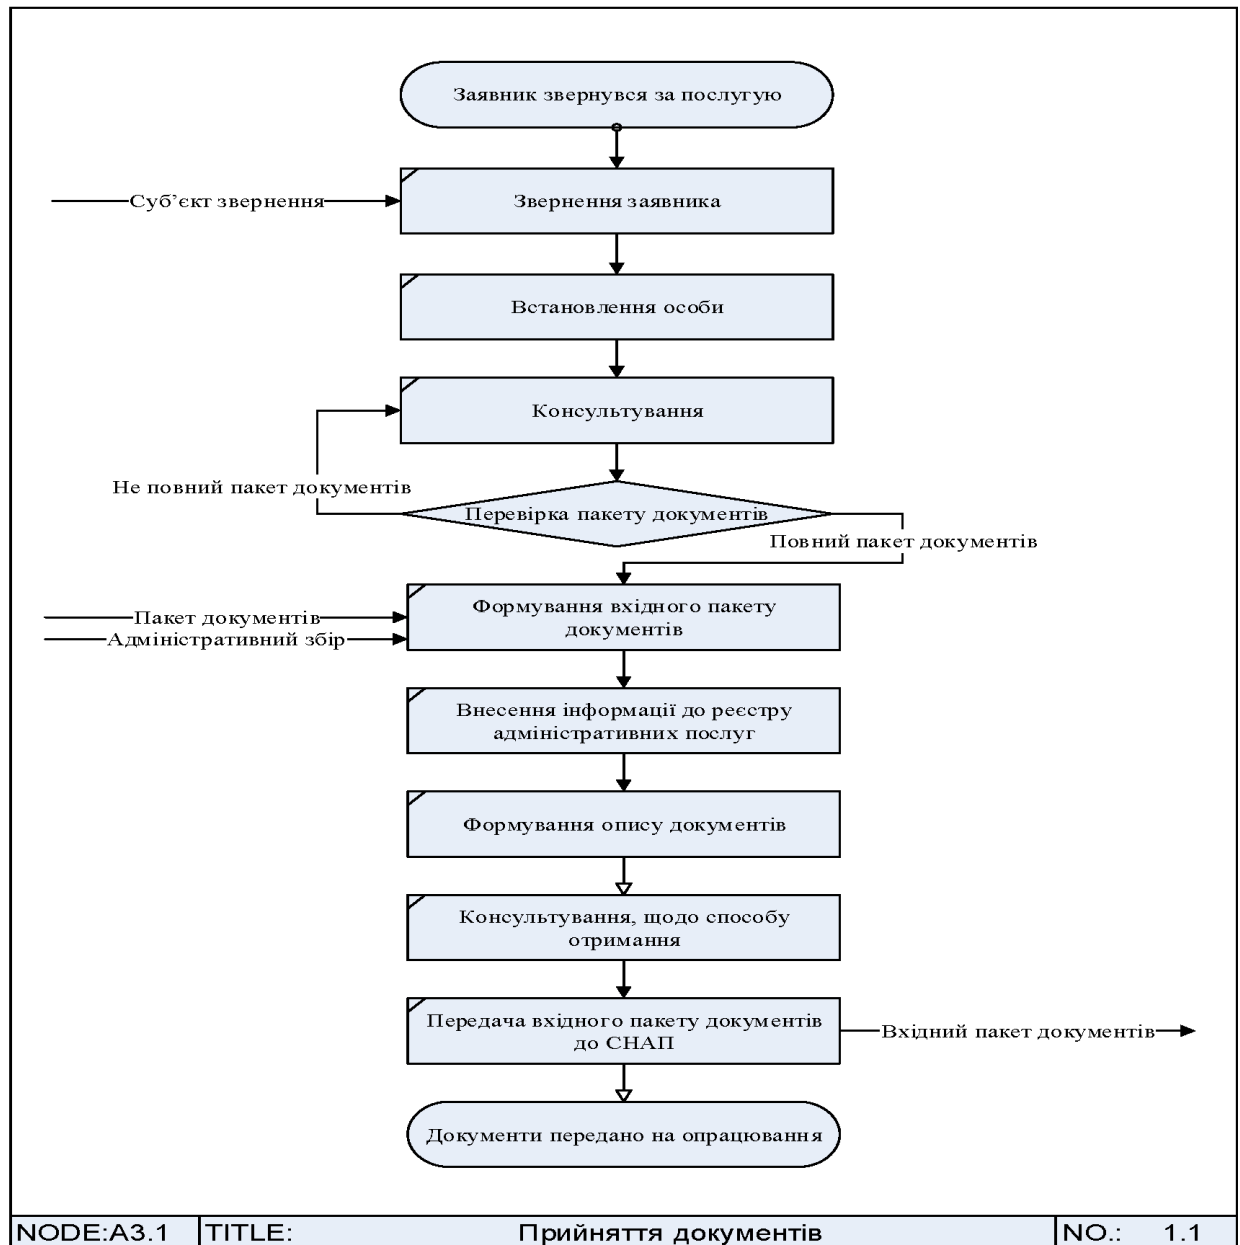 Заявник звернувся за послугую
Суб’єкт звернення
Звернення заявника
Встановлення особи
Консультування
Не повний пакет документів
Перевірка пакету документів
Повний пакет документів
Пакет документів
Адміністративний збір
Формування вхідного пакету
документів
Внесення інформації до реєстру
адміністративних послуг
Формування опису документів
Консультування, щодо способу
отримання
Передача вхідного пакету документів
до СНАП
Вхідний пакет документів
Документи передано на опрацювання
NODE:A3.1 TITLE: Прийняття документів NO.: 1.1